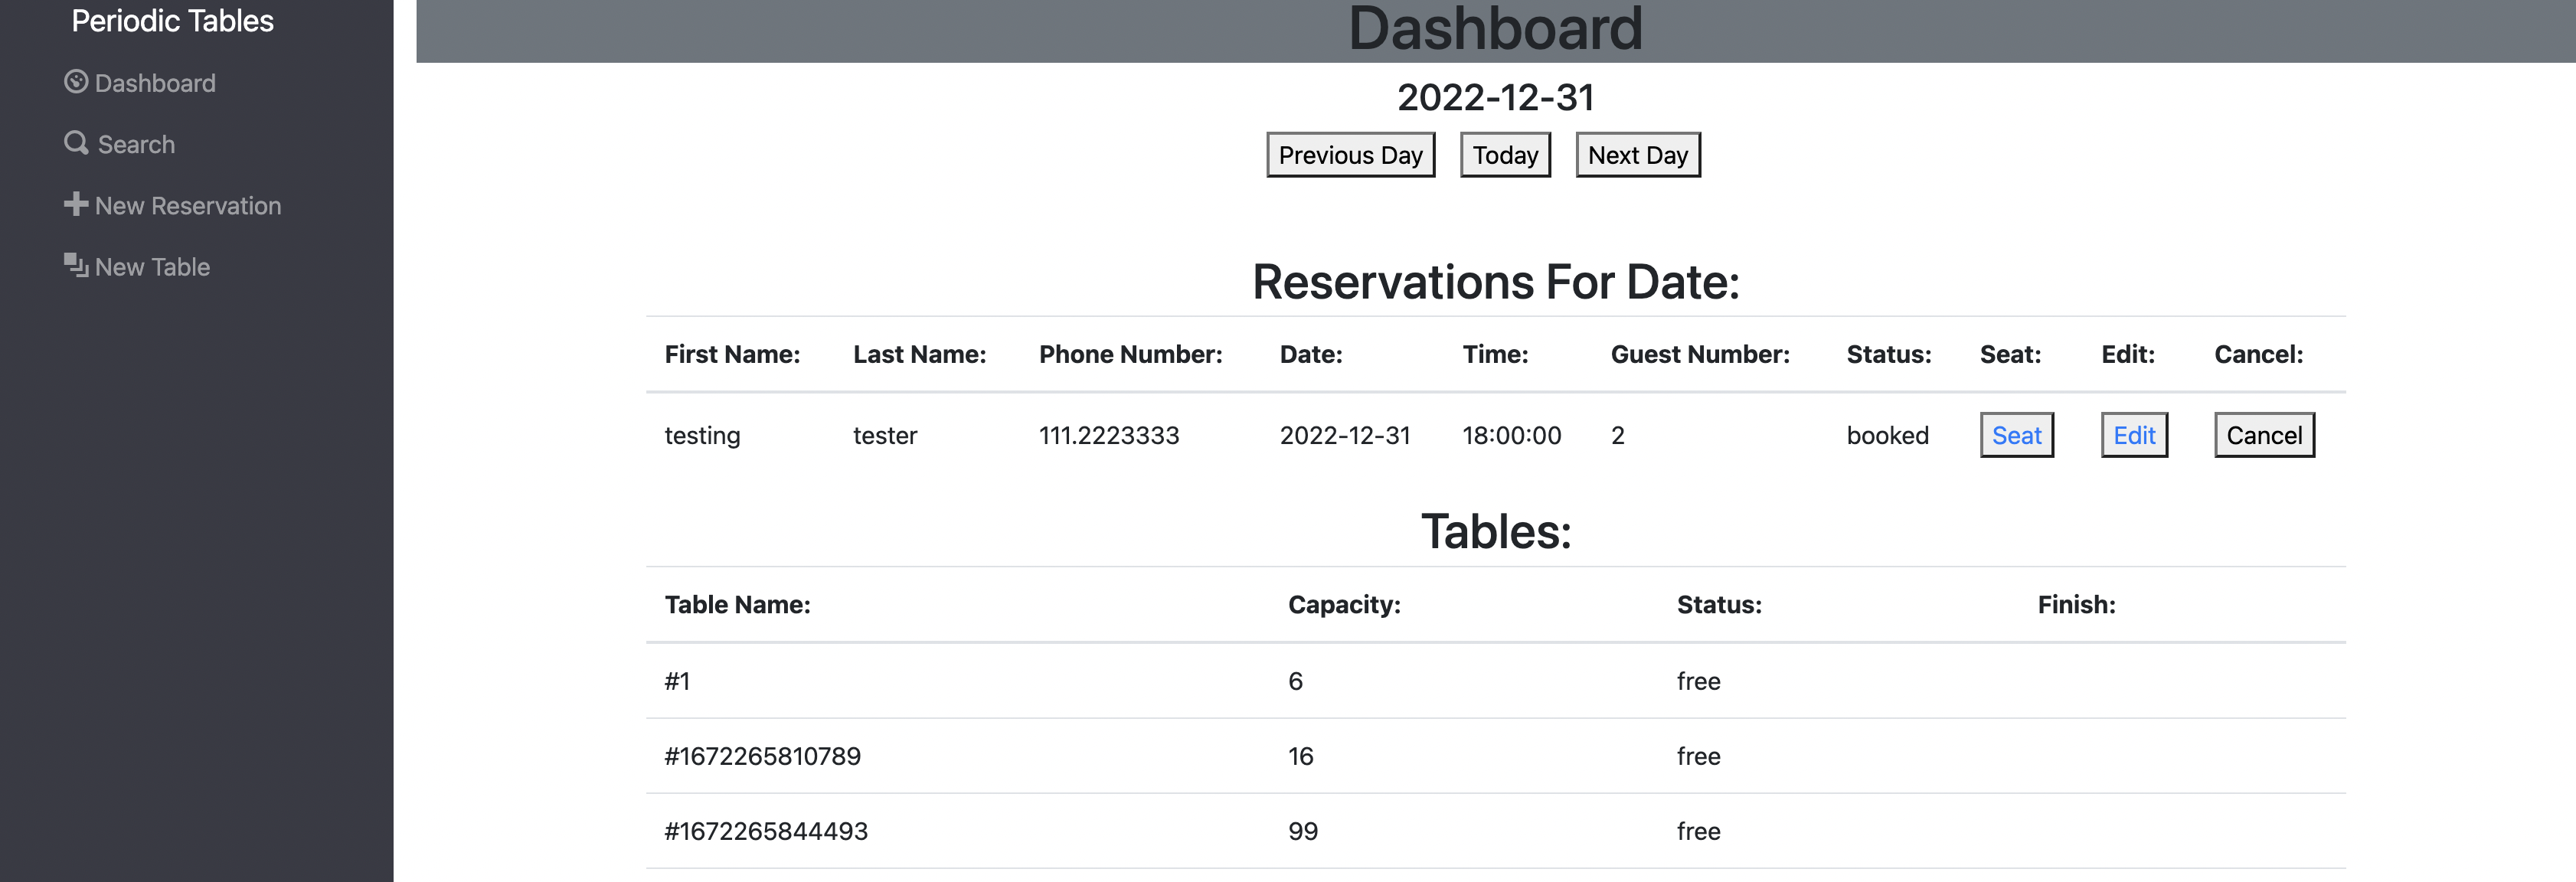 Periodic Tables
Dashboard
Search
New Reservation
New Table
Dashboard
2022-12-31
Previous Day Today Next Day
Reservations For Date:
First Name: Last Name: Phone Number: Date: Time: Guest Number: Status: Seat: Edit: Cancel:
testing tester 111.2223333 2022-12-31 18:00:00 2 booked Seat Edit Cancel
Tables:
Table Name: Capacity: Status: Finish:
#1 6 free
#1672265810789 16 free
#1672265844493 99 free